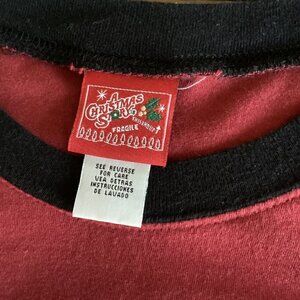 A
CHRISTMAS
STORY
FRAGILE
SEE REVERSE
FOR CARE
VEA DETRAS
INSTRUCCIONES
DE LAVADO